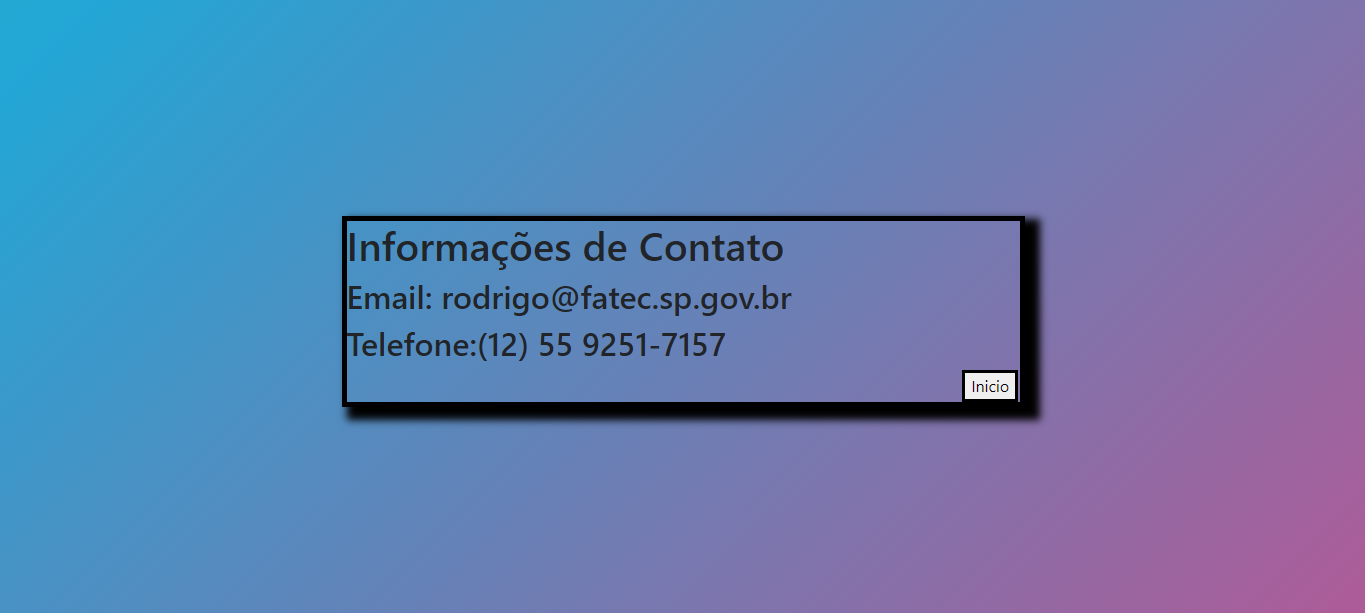 Informações de Contato
Email: rodrigo@fatec.sp.gov.br
Telefone:(12) 55 9251-7157
Inicio